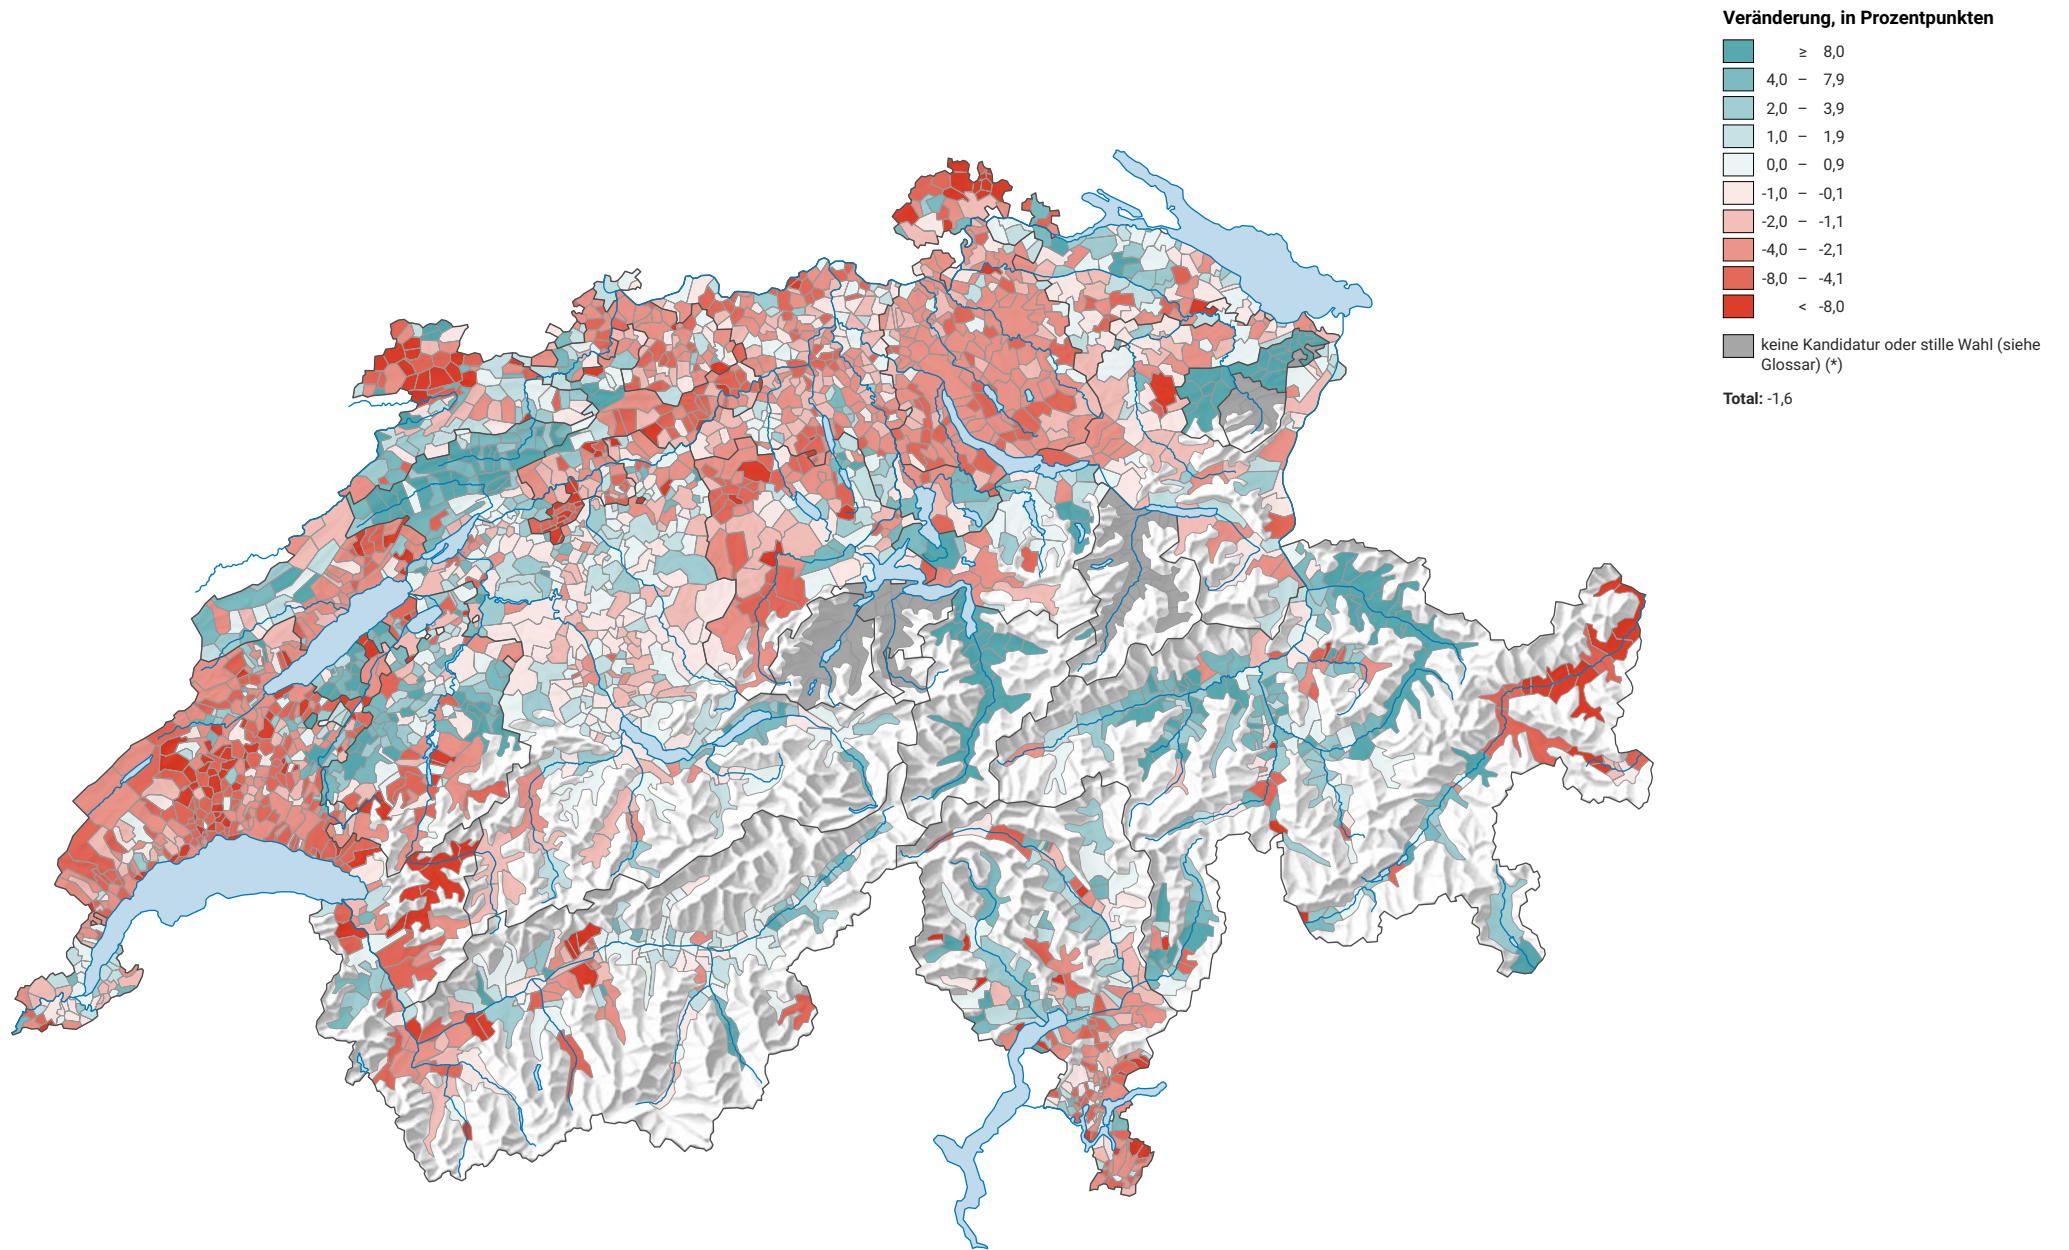 Veränderung, in Prozentpunkten
≥ 8,0
4,0 – 7,9
2,0 – 3,9
1,0 – 1,9
0,0 – 0,9
-1,0 – -0,1
-2,0 – -1,1
-4,0 – -2,1
-8,0 – -4,1
< -8,0
keine Kandidatur oder stille Wahl (siehe
Glossar) (*)
Total: -1,6